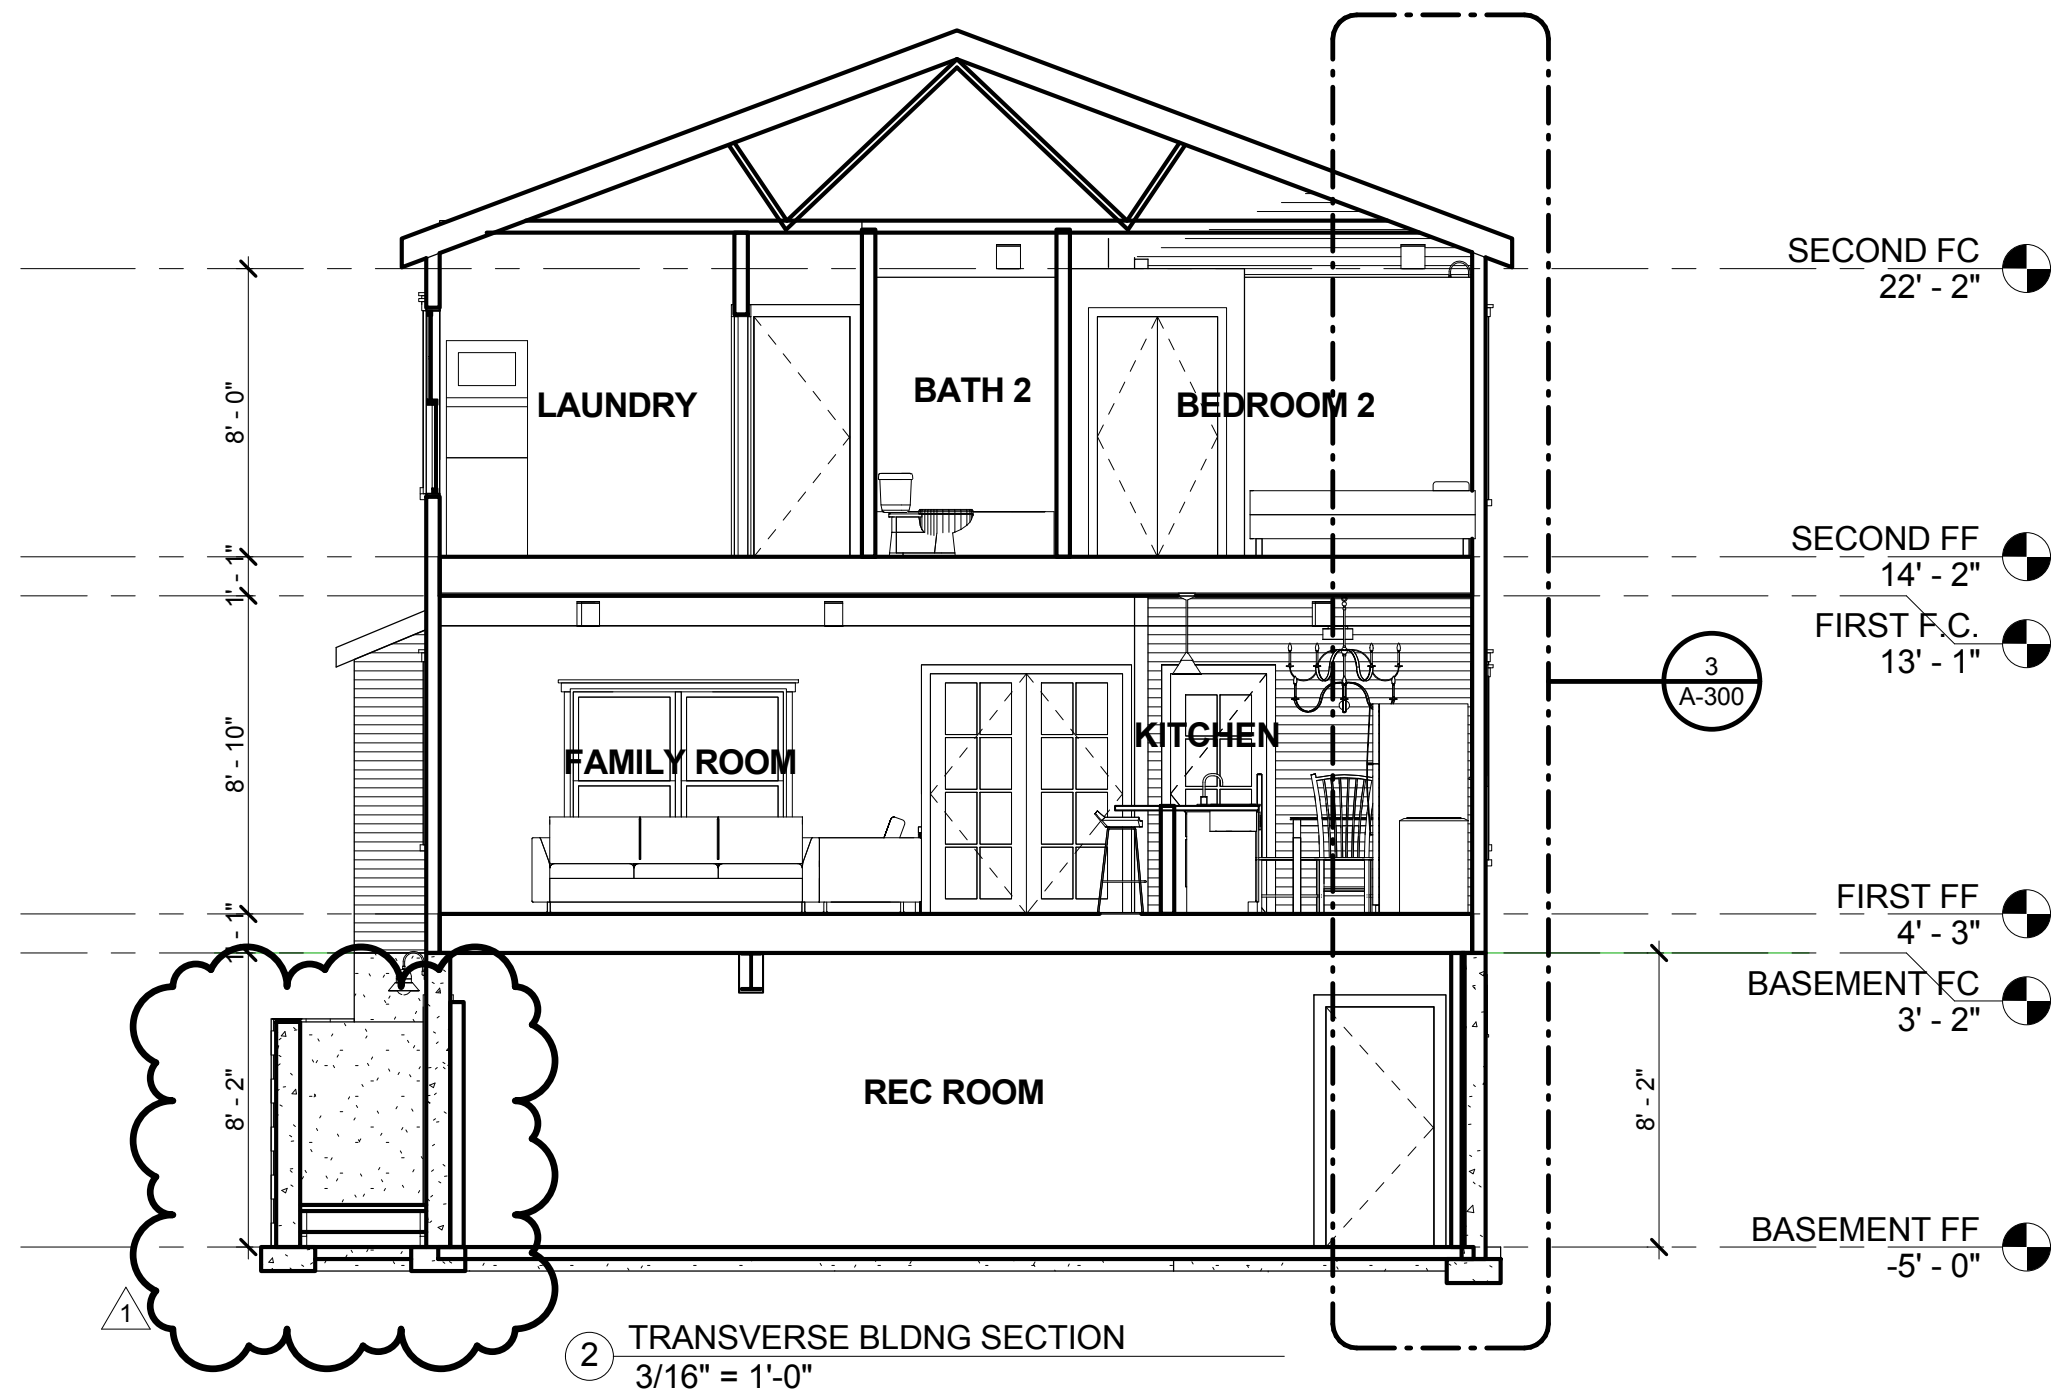 SECOND FC
22' - 2"
8' - 0"
LAUNDRY
BATH 2
BEDROOM 2
SECOND FF
14' - 2"
1' - 1"
FIRST F.C.
13' - 1"
3
A-300
8' - 10"
FAMILY ROOM
KITCHEN
FIRST FF
4' - 3"
1' - 1"
BASEMENT FC
3' - 2"
8' - 2"
REC ROOM
8' - 2"
BASEMENT FF
-5' - 0"
1
2
TRANSVERSE BLDNG SECTION
3/16" = 1'-0"